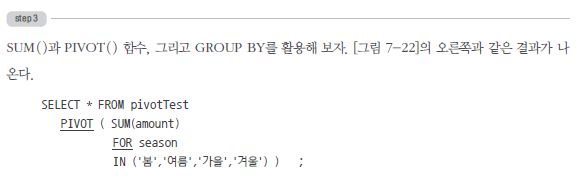 step 3
SUM()과 PIVOT() 함수, 그리고 GROUP BY를 활용해 보자. [그림 7-22]의 오른쪽과 같은 결과가 나
온다.
SELECT * FROM pivotTest
PIVOT ( SUM(amount)
FOR season
IN ('봄','여름','가을','겨울') ) ;